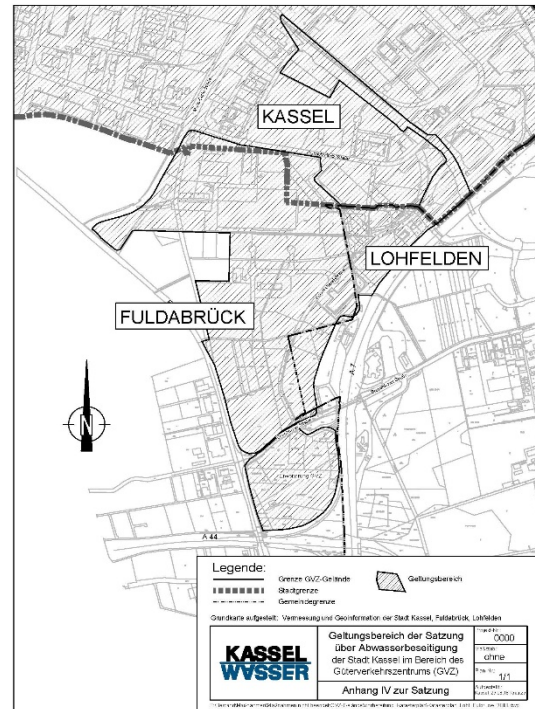 KASSEL
LOHFELDEN
FULDABRÜCK
N
A 7
Erweiterung GVZ
A 44
Legende:
Grenze GVZ-Gelände
Geltungsbereich
Stadtgrenze
Gemeindegrenze
Grundkarte aufgestellt: Vermessung und Geoinformation der Stadt Kassel, Fuldabrück, Lohfelden
KASSEL
WASSER
Geltungsbereich der Satzung
über Abwasserbeseitigung
der Stadt Kassel im Bereich des
Güterverkehrszentrums (GVZ)
Anhang IV zur Satzung
0000
ohne
1/1